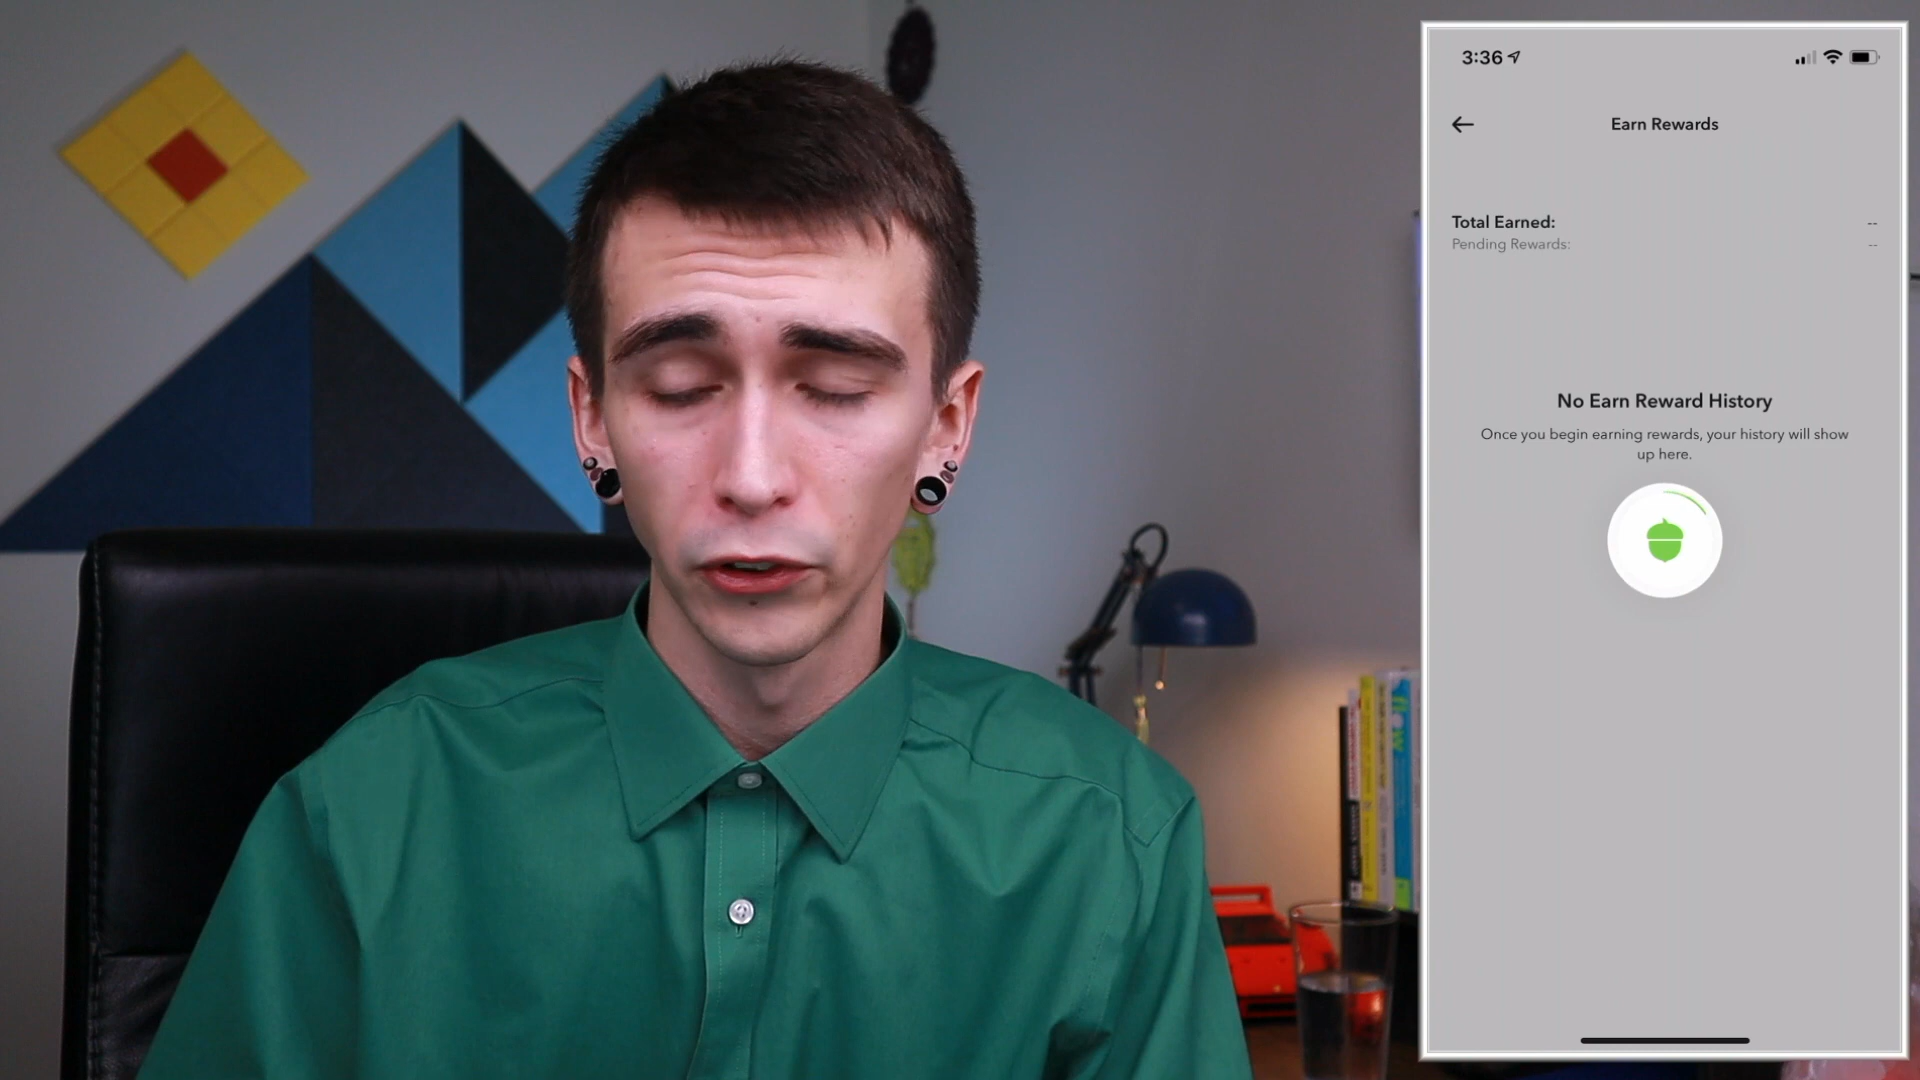 3:36
Earn Rewards
Total Earned: --
Pending Rewards: --
No Earn Reward History
Once you begin earning rewards, your history will show
up here.
flow